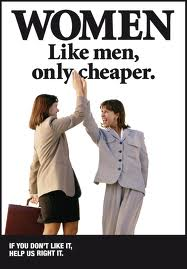 WOMEN
Like men,
only cheaper.
IF YOU DON'T LIKE IT,
HELP US RIGHT IT.